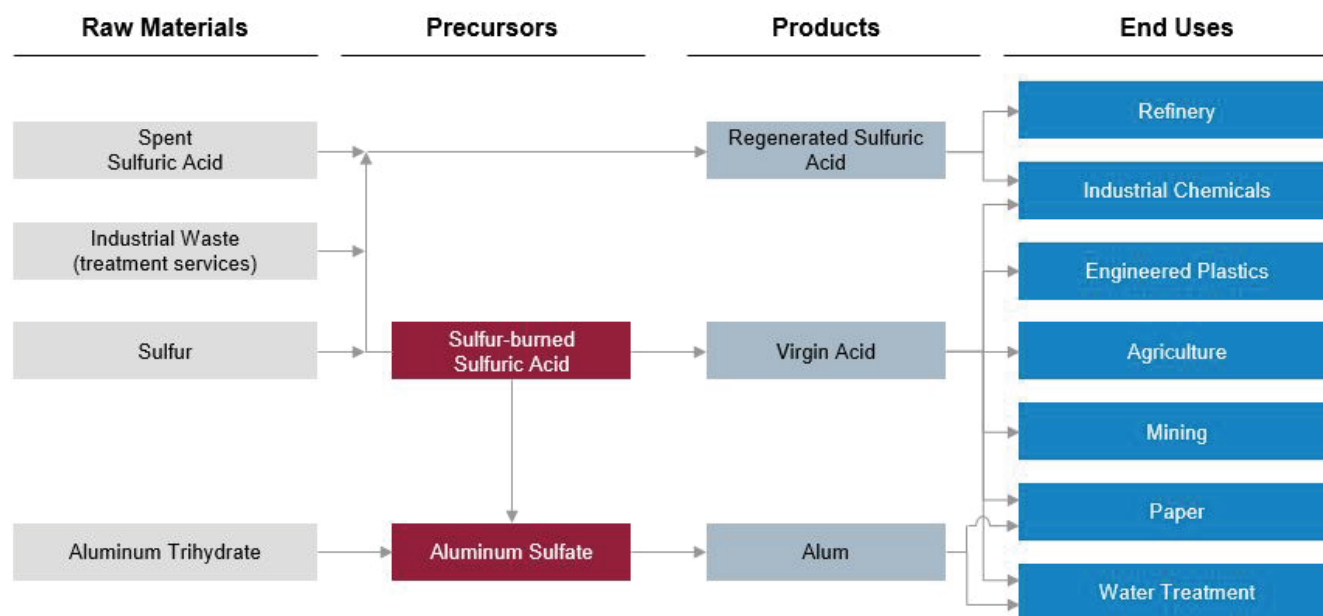 Raw Materials
Precursors
Products
End Uses
Spent
Sulfuric Acid
Regenerated Sulfuric
Acid
Refinery
Industrial Chemicals
Industrial Waste
(treatment services)
Engineered Plastics
Sulfur
Sulfur-burned
Sulfuric Acid
Virgin Acid
Agriculture
Mining
Paper
Aluminum Trihydrate
Aluminum Sulfate
Alum
Water Treatment